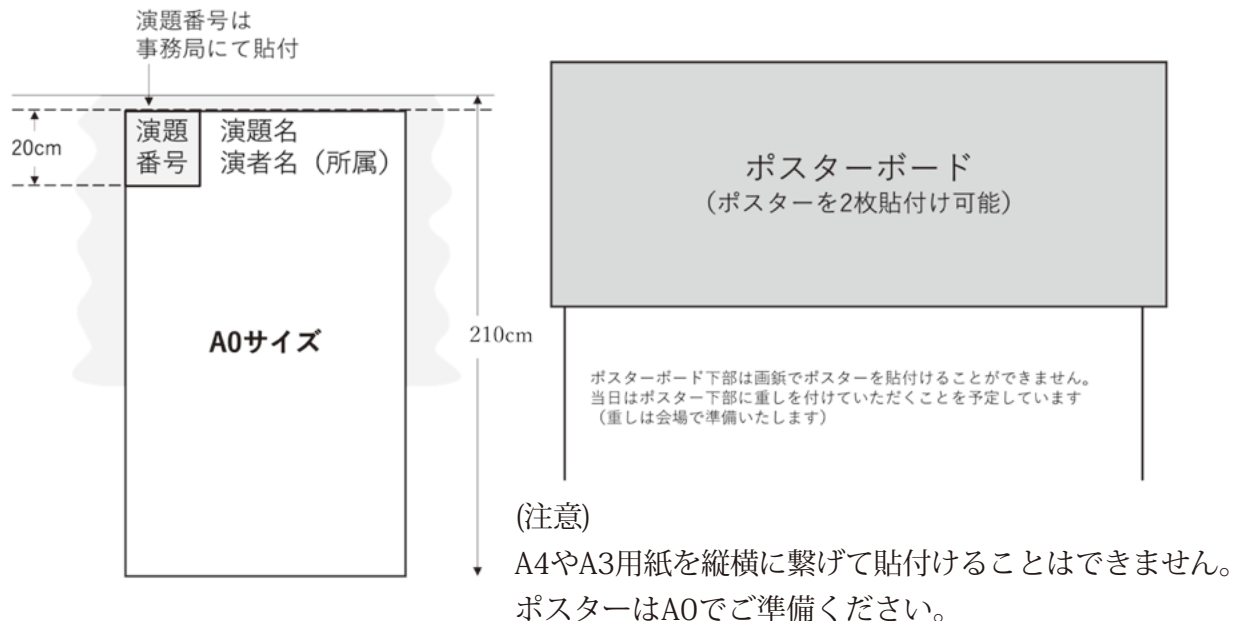 演題番号は
事務局にて貼付
20cm
演題
番号
演題名
演者名（所属）
A0サイズ
210cm
ポスターボード
（ポスターを2枚貼付け可能）
ポスターボード下部は画鋲でポスターを貼付けることができません。
当日はポスター下部に重しを付けていただくことを予定しています
（重しは会場で準備いたします）
(注意)
A4やA3用紙を縦横に繋げて貼付けることはできません。
ポスターはA0でご準備ください。